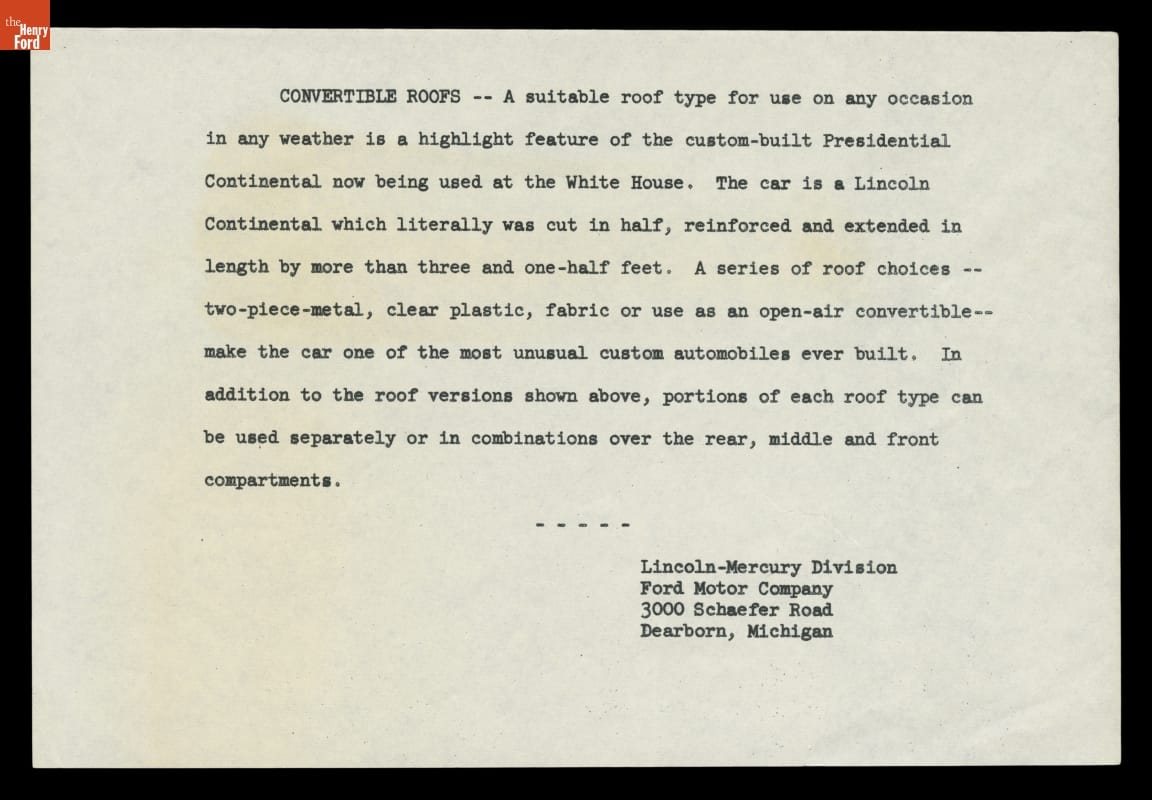 the
Henry
Ford
CONVERTIBLE ROOFS -- A suitable roof type for use on any occasion
in any weather is a highlight feature of the custom-built Presidential
Continental now being used at the White House. The car is a Lincoln
Continental which literally was cut in half, reinforced and extended in
length by more than three and one-half feet. A series of roof choices --
two-piece-metal, clear plastic, fabric or use as an open-air convertible--
make the car one of the most unusual custom automobiles ever built. In
addition to the roof versions shown above, portions of each roof type can
be used separately or in combinations over the rear, middle and front
compartments.
- - - - -
Lincoln-Mercury Division
Ford Motor Company
3000 Schaefer Road
Dearborn, Michigan